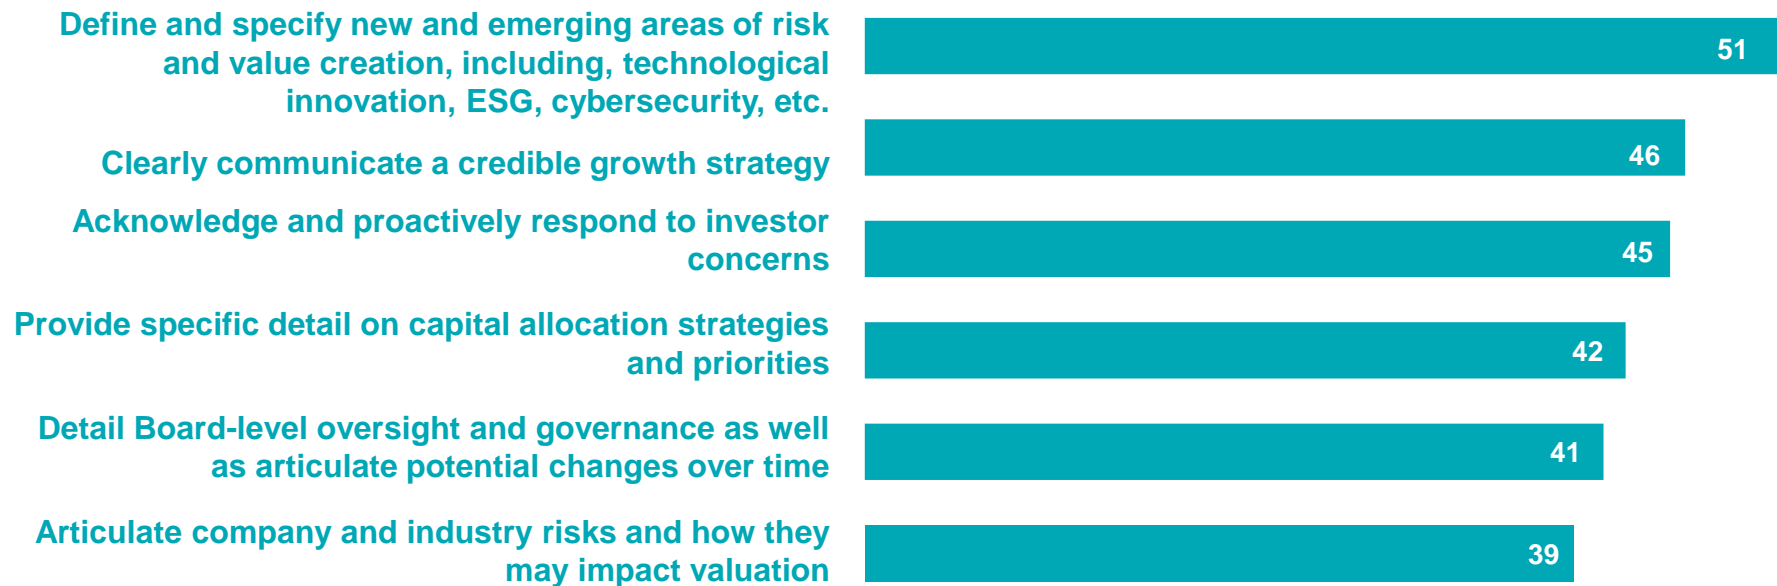 Define and specify new and emerging areas of risk
and value creation, including, technological
innovation, ESG, cybersecurity, etc.
51
Clearly communicate a credible growth strategy
46
Acknowledge and proactively respond to investor
concerns
45
Provide specific detail on capital allocation strategies
and priorities
42
Detail Board-level oversight and governance as well
as articulate potential changes over time
41
Articulate company and industry risks and how they
may impact valuation
39